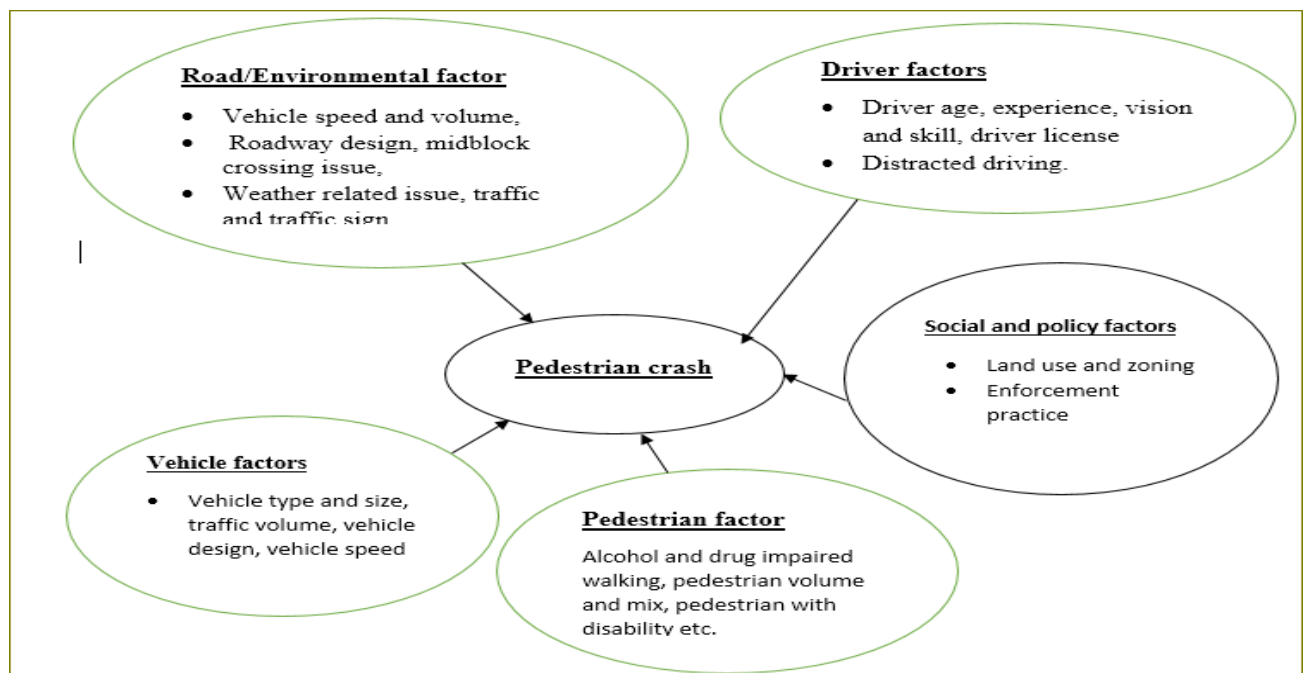 Road/Environmental factor
• Vehicle speed and volume,
• Roadway design, midblock
crossing issue,
• Weather related issue, traffic
and traffic sign
Driver factors
• Driver age, experience, vision
and skill, driver license
• Distracted driving.
Social and policy factors
• Land use and zoning
• Enforcement
practice
Pedestrian crash
Vehicle factors
• Vehicle type and size,
traffic volume, vehicle
design, vehicle speed
Pedestrian factor
Alcohol and drug impaired
walking, pedestrian volume
and mix, pedestrian with
disability etc.